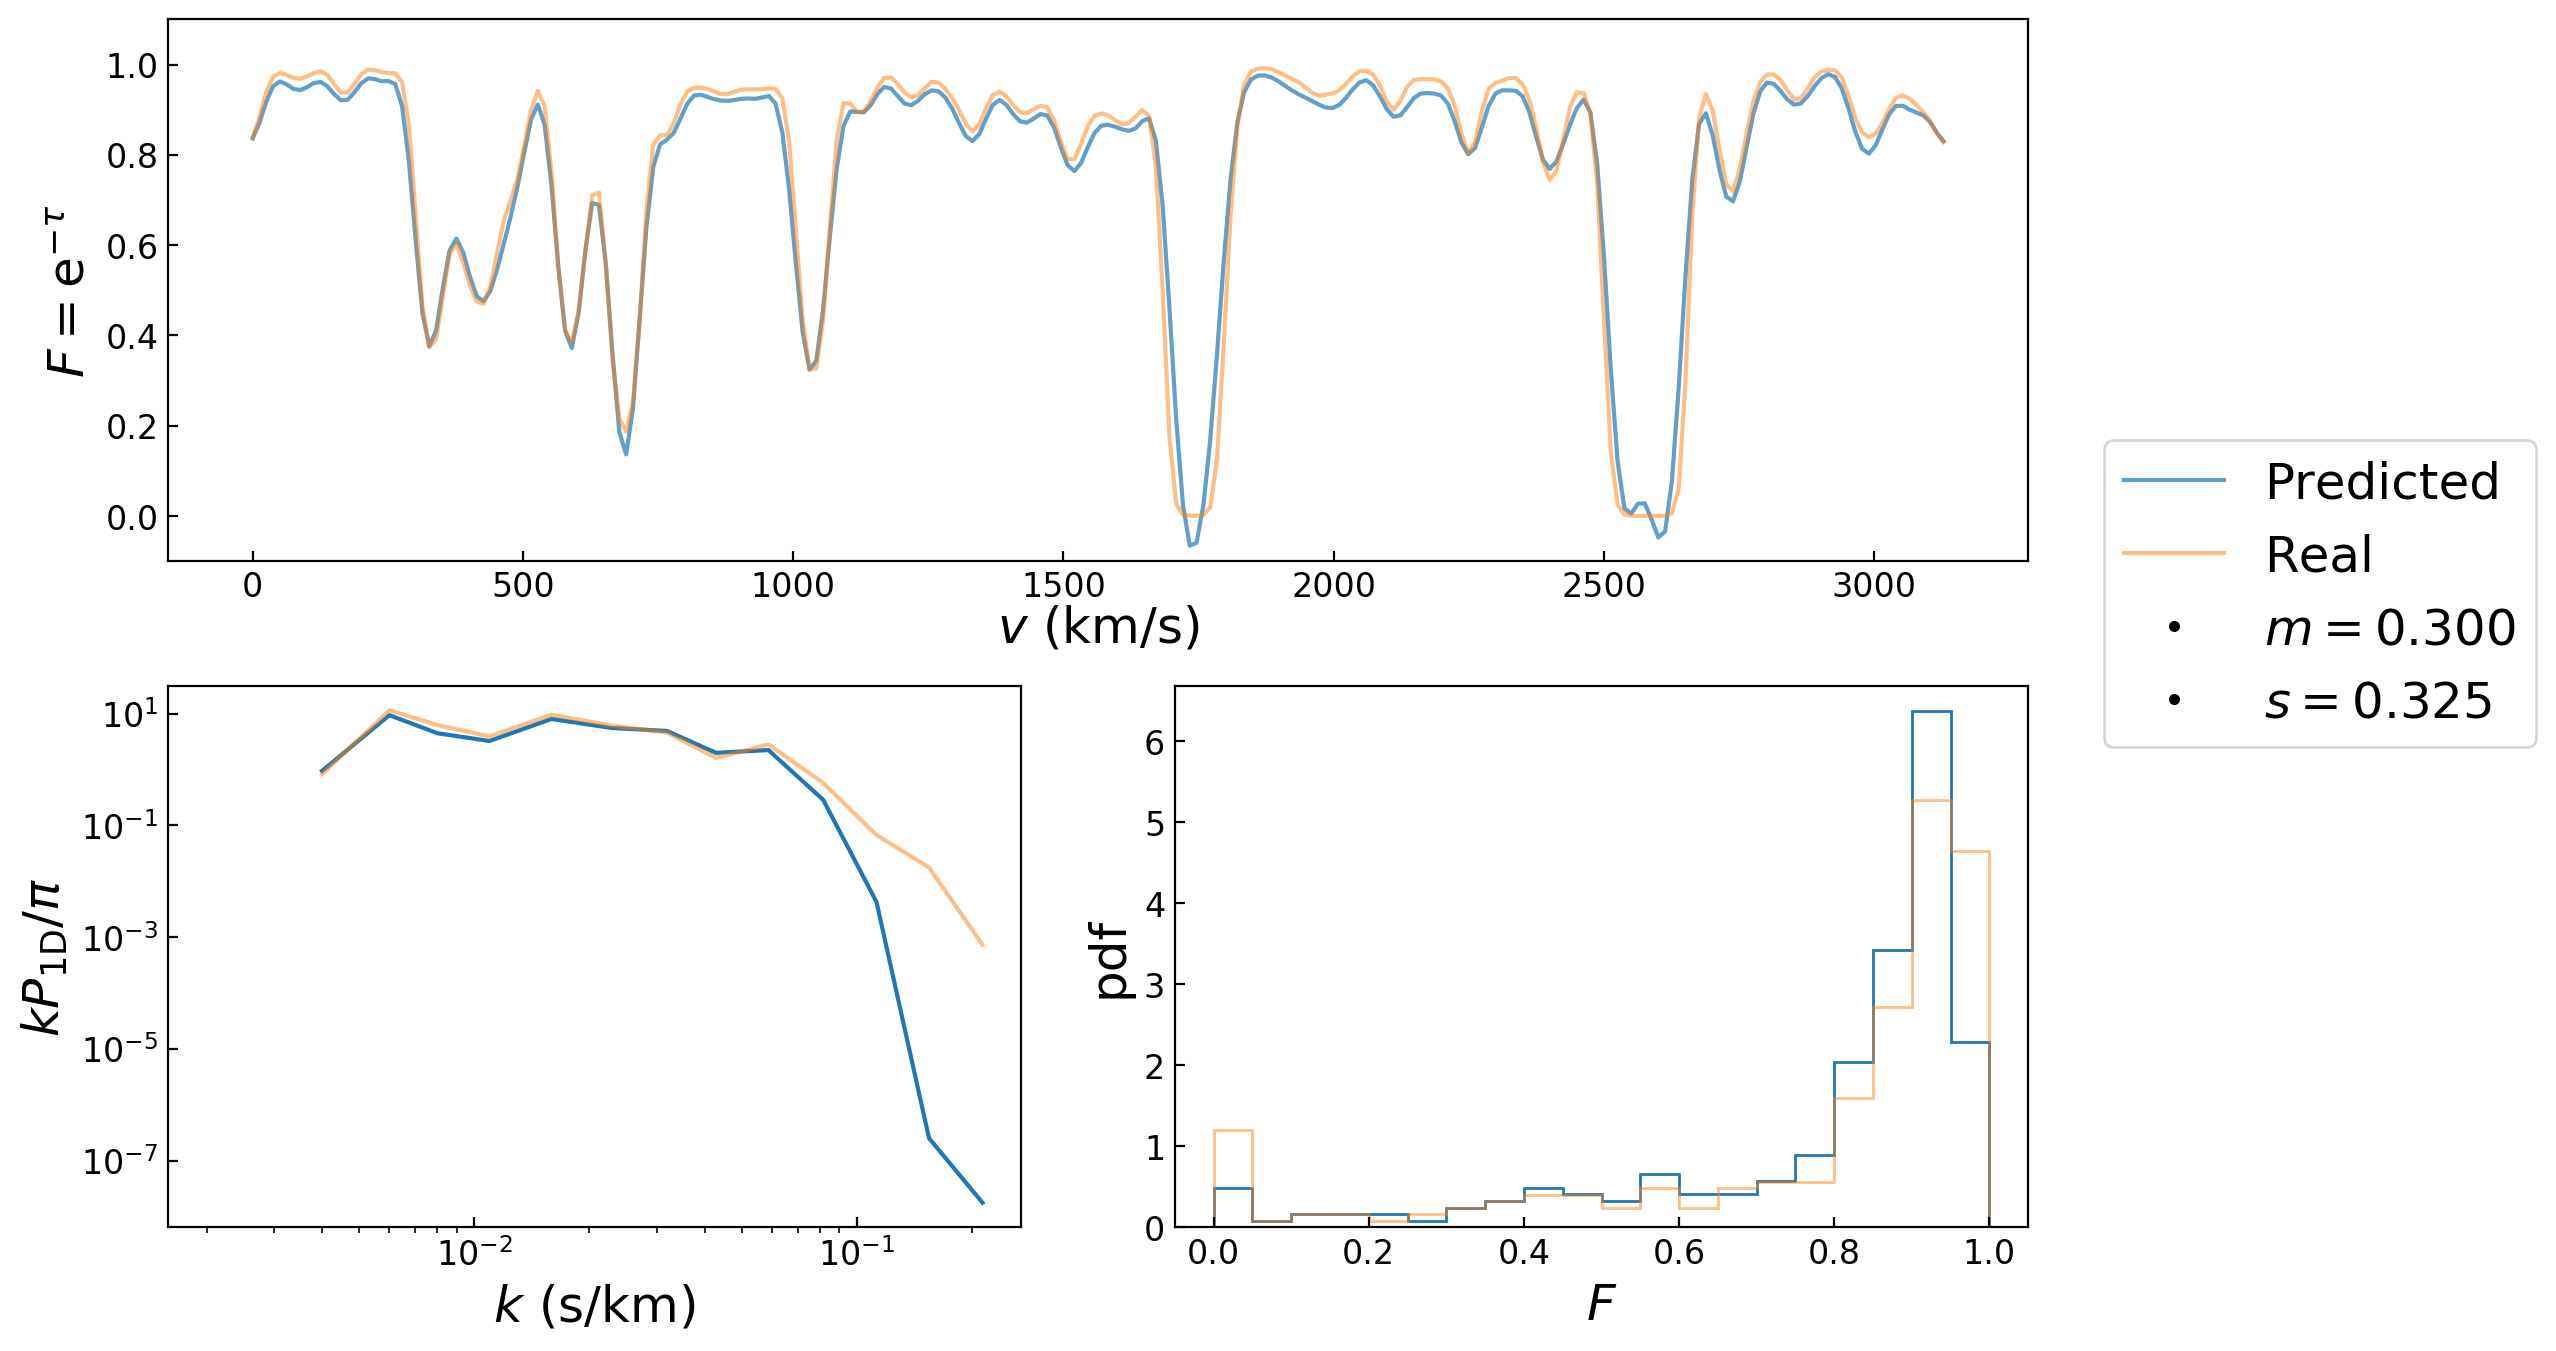 1.0
0.8
0.6
0.4
0.2
0.0
F = e^{−τ}
0 500 1000 1500 2000 2500 3000
v (km/s)
Predicted
Real
m = 0.300
s = 0.325
10^1
10^{−1}
10^{−3}
10^{−5}
10^{−7}
kP_{1D}/π
10^{−2} 10^{−1}
k (s/km)
6
5
4
3
2
1
0
pdf
0.0 0.2 0.4 0.6 0.8 1.0
F